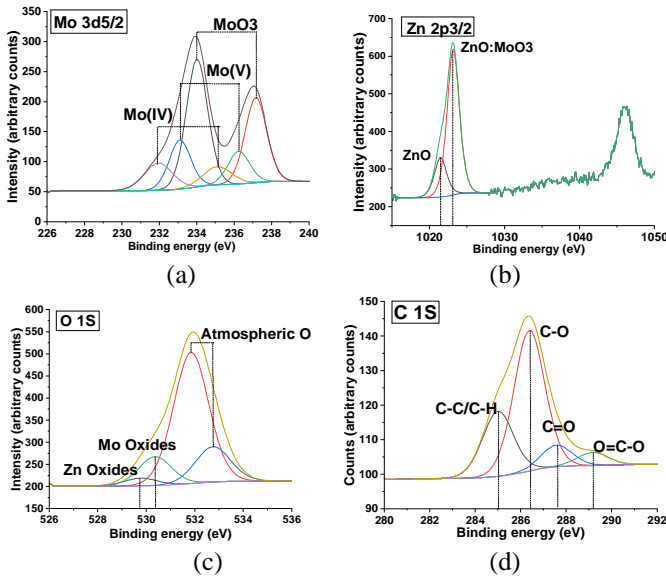 Mo 3d5/2
MoO3
Mo(V)
Mo(IV)
Intensity (arbitrary counts)
350
300
250
200
150
100
50
226 228 230 232 234 236 238 240
Binding energy (eV)
(a)
Zn 2p3/2
ZnO:MoO3
ZnO
Intensity (arbitrary counts)
700
600
500
400
300
200
1020 1030 1040 1050
Binding energy (eV)
(b)
O 1S
Atmospheric O
Mo Oxides
Zn Oxides
Intensity (arbitrary counts)
600
550
500
450
400
350
300
250
200
150
526 528 530 532 534 536
Binding energy (eV)
(c)
C 1S
C-O
C-C/C-H
C=O
O=C-O
Counts (arbitrary counts)
150
140
130
120
110
100
90
280 282 284 286 288 290 292
Binding energy (eV)
(d)